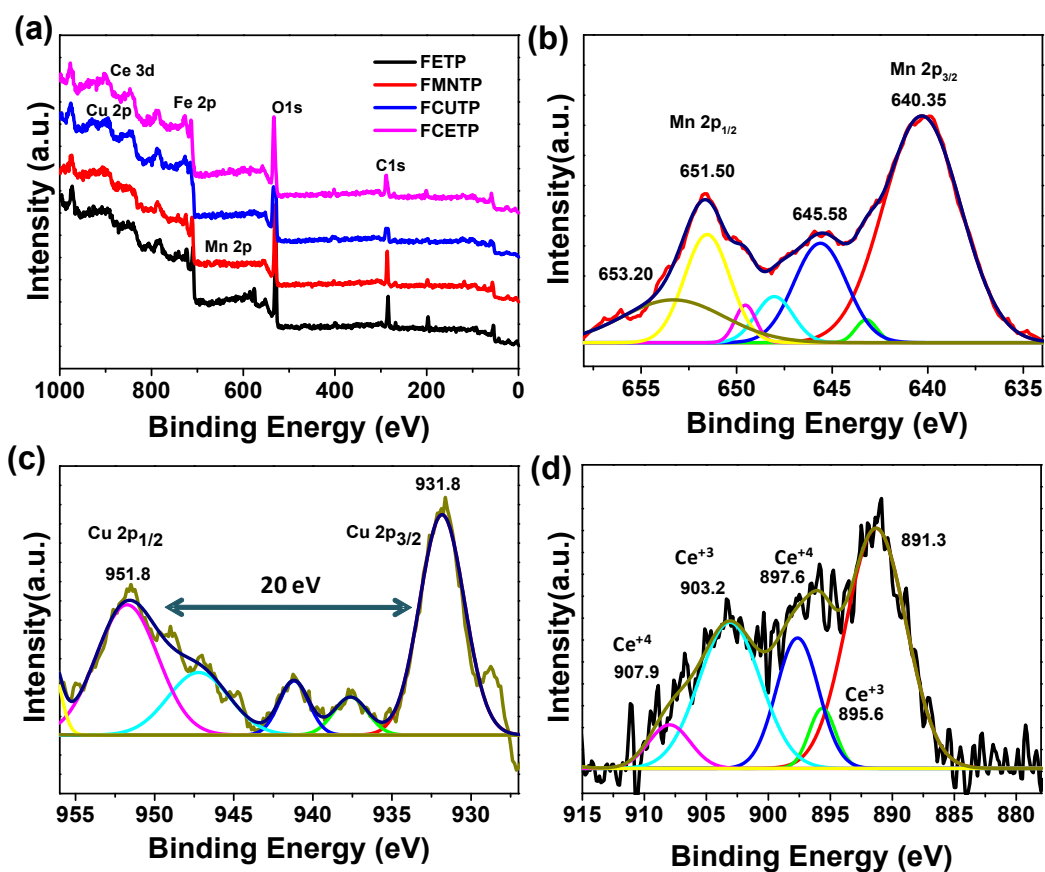 (a)
Ce 3d
Cu 2p
Fe 2p
O1s
C1s
Mn 2p
FETP
FMNTP
FCUTP
FCETP
Intensity (a.u.)
1000 800 600 400 200 0
Binding Energy (eV)
(b)
Mn 2p3/2
640.35
Mn 2p1/2
651.50
645.58
653.20
Intensity(a.u.)
655 650 645 640 635
Binding Energy (eV)
(c)
931.8
Cu 2p1/2
Cu 2p3/2
951.8
20 eV
Intensity(a.u.)
955 950 945 940 935 930
Binding Energy (eV)
(d)
Ce+3
903.2
Ce+4
897.6
891.3
Ce+4
907.9
Ce+3
895.6
Intensity(a.u.)
915 910 905 900 895 890 885 880
Binding Energy (eV)